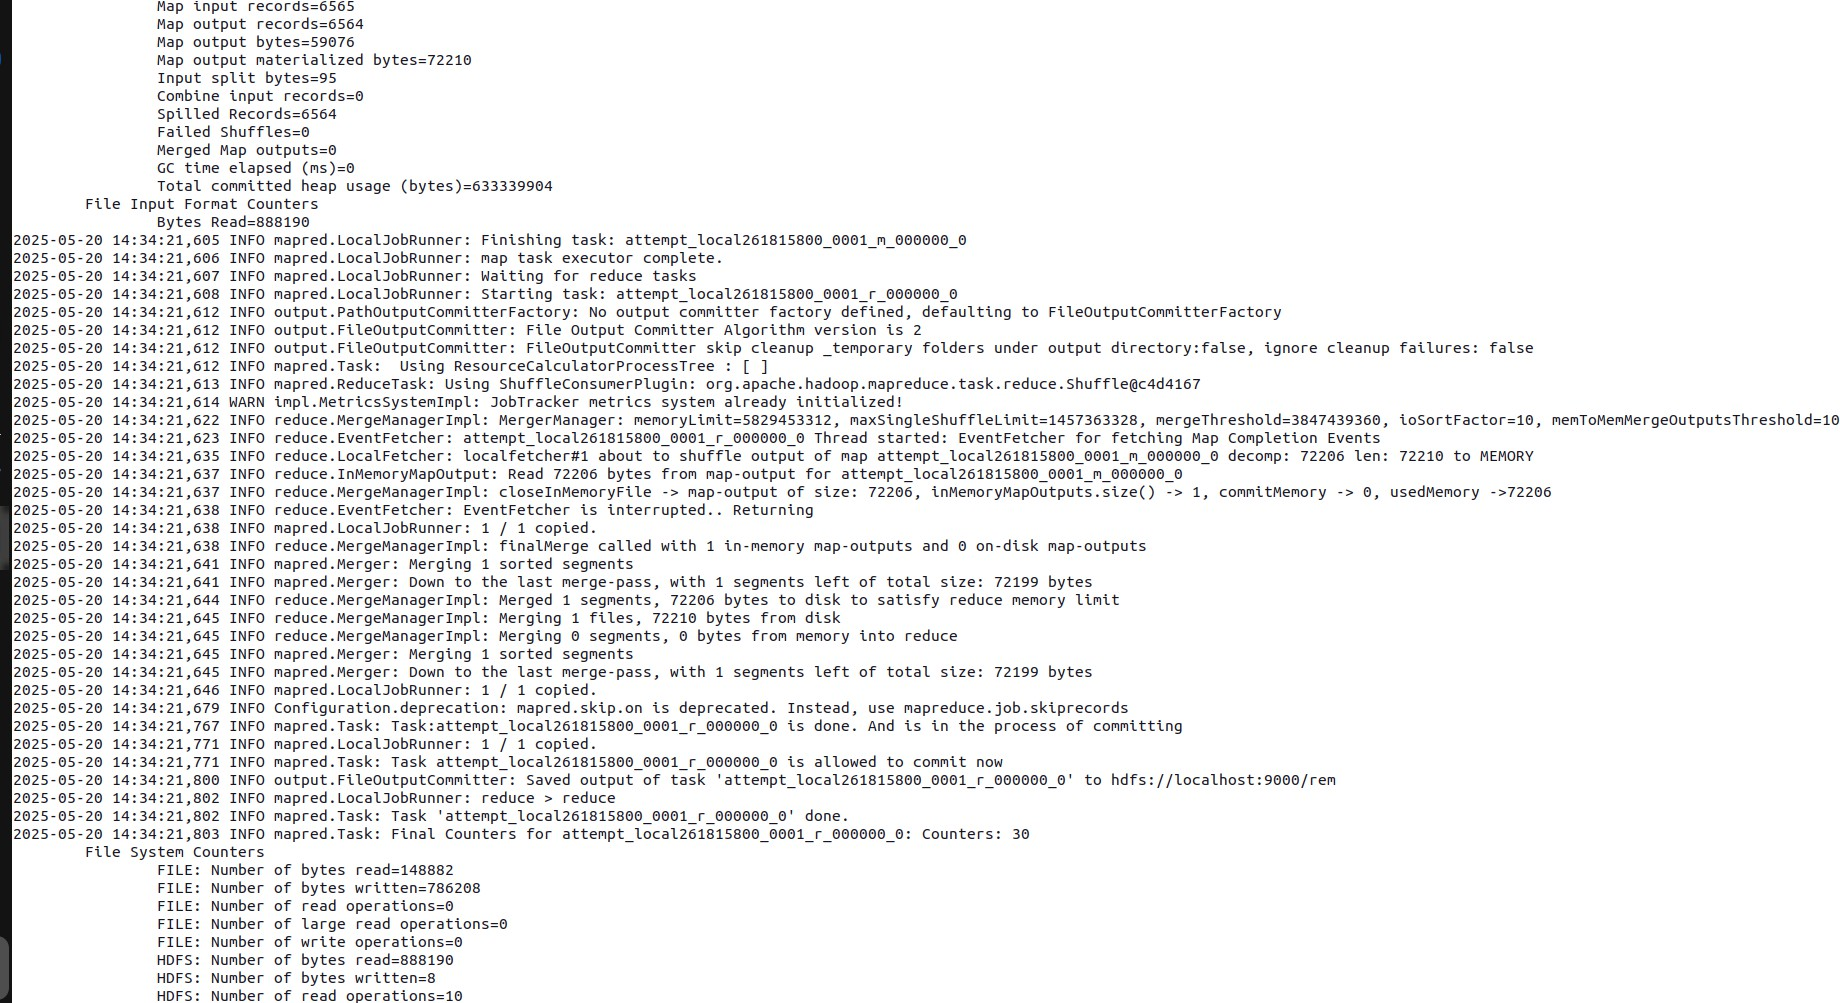 Map input records=6565
Map output records=6564
Map output bytes=59076
Map output materialized bytes=72210
Input split bytes=95
Combine input records=0
Spilled Records=6564
Failed Shuffles=0
Merged Map outputs=0
GC time elapsed (ms)=0
Total committed heap usage (bytes)=633339904
File Input Format Counters
Bytes Read=888190
2025-05-20 14:34:21,605 INFO mapred.LocalJobRunner: Finishing task: attempt_local261815800_0001_m_000000_0
2025-05-20 14:34:21,606 INFO mapred.LocalJobRunner: map task executor complete.
2025-05-20 14:34:21,607 INFO mapred.LocalJobRunner: Waiting for reduce tasks
2025-05-20 14:34:21,608 INFO mapred.LocalJobRunner: Starting task: attempt_local261815800_0001_r_000000_0
2025-05-20 14:34:21,612 INFO output.PathOutputCommitterFactory: No output committer factory defined, defaulting to FileOutputCommitterFactory
2025-05-20 14:34:21,612 INFO output.FileOutputCommitter: File Output Committer Algorithm version is 2
2025-05-20 14:34:21,612 INFO output.FileOutputCommitter: FileOutputCommitter skip cleanup _temporary folders under output directory:false, ignore cleanup failures: false
2025-05-20 14:34:21,612 INFO mapred.Task:  Using ResourceCalculatorProcessTree : [ ]
2025-05-20 14:34:21,613 INFO mapred.ReduceTask: Using ShuffleConsumerPlugin: org.apache.hadoop.mapreduce.task.reduce.Shuffle@c4d4167
2025-05-20 14:34:21,614 WARN impl.MetricsSystemImpl: JobTracker metrics system already initialized!
2025-05-20 14:34:21,622 INFO reduce.MergeManagerImpl: MergerManager: memoryLimit=5829453312, maxSingleShuffleLimit=1457363328, mergeThreshold=3847439360, ioSortFactor=10, memToMemMergeOutputsThreshold=10
2025-05-20 14:34:21,623 INFO reduce.EventFetcher: attempt_local261815800_0001_r_000000_0 Thread started: EventFetcher for fetching Map Completion Events
2025-05-20 14:34:21,635 INFO reduce.LocalFetcher: localfetcher#1 about to shuffle output of map attempt_local261815800_0001_m_000000_0 decomp: 72206 len: 72210 to MEMORY
2025-05-20 14:34:21,637 INFO reduce.InMemoryMapOutput: Read 72206 bytes from map-output for attempt_local261815800_0001_m_000000_0
2025-05-20 14:34:21,637 INFO reduce.MergeManagerImpl: closeInMemoryFile -> map-output of size: 72206, inMemoryMapOutputs.size() -> 1, commitMemory -> 0, usedMemory ->72206
2025-05-20 14:34:21,638 INFO reduce.EventFetcher: EventFetcher is interrupted.. Returning
2025-05-20 14:34:21,638 INFO mapred.LocalJobRunner: 1 / 1 copied.
2025-05-20 14:34:21,638 INFO reduce.MergeManagerImpl: finalMerge called with 1 in-memory map-outputs and 0 on-disk map-outputs
2025-05-20 14:34:21,641 INFO mapred.Merger: Merging 1 sorted segments
2025-05-20 14:34:21,641 INFO mapred.Merger: Down to the last merge-pass, with 1 segments left of total size: 72199 bytes
2025-05-20 14:34:21,644 INFO reduce.MergeManagerImpl: Merged 1 segments, 72206 bytes to disk to satisfy reduce memory limit
2025-05-20 14:34:21,645 INFO reduce.MergeManagerImpl: Merging 1 files, 72210 bytes from disk
2025-05-20 14:34:21,645 INFO reduce.MergeManagerImpl: Merging 0 segments, 0 bytes from memory into reduce
2025-05-20 14:34:21,645 INFO mapred.Merger: Merging 1 sorted segments
2025-05-20 14:34:21,645 INFO mapred.Merger: Down to the last merge-pass, with 1 segments left of total size: 72199 bytes
2025-05-20 14:34:21,646 INFO mapred.LocalJobRunner: 1 / 1 copied.
2025-05-20 14:34:21,679 INFO Configuration.deprecation: mapred.skip.on is deprecated. Instead, use mapreduce.job.skiprecords
2025-05-20 14:34:21,767 INFO mapred.Task: Task:attempt_local261815800_0001_r_000000_0 is done. And is in the process of committing
2025-05-20 14:34:21,771 INFO mapred.LocalJobRunner: 1 / 1 copied.
2025-05-20 14:34:21,771 INFO mapred.Task: Task attempt_local261815800_0001_r_000000_0 is allowed to commit now
2025-05-20 14:34:21,800 INFO output.FileOutputCommitter: Saved output of task 'attempt_local261815800_0001_r_000000_0' to hdfs://localhost:9000/rem
2025-05-20 14:34:21,802 INFO mapred.LocalJobRunner: reduce > reduce
2025-05-20 14:34:21,802 INFO mapred.Task: Task 'attempt_local261815800_0001_r_000000_0' done.
2025-05-20 14:34:21,803 INFO mapred.Task: Final Counters for attempt_local261815800_0001_r_000000_0: Counters: 30
File System Counters
FILE: Number of bytes read=148882
FILE: Number of bytes written=786208
FILE: Number of read operations=0
FILE: Number of large read operations=0
FILE: Number of write operations=0
HDFS: Number of bytes read=888190
HDFS: Number of bytes written=8
HDFS: Number of read operations=10